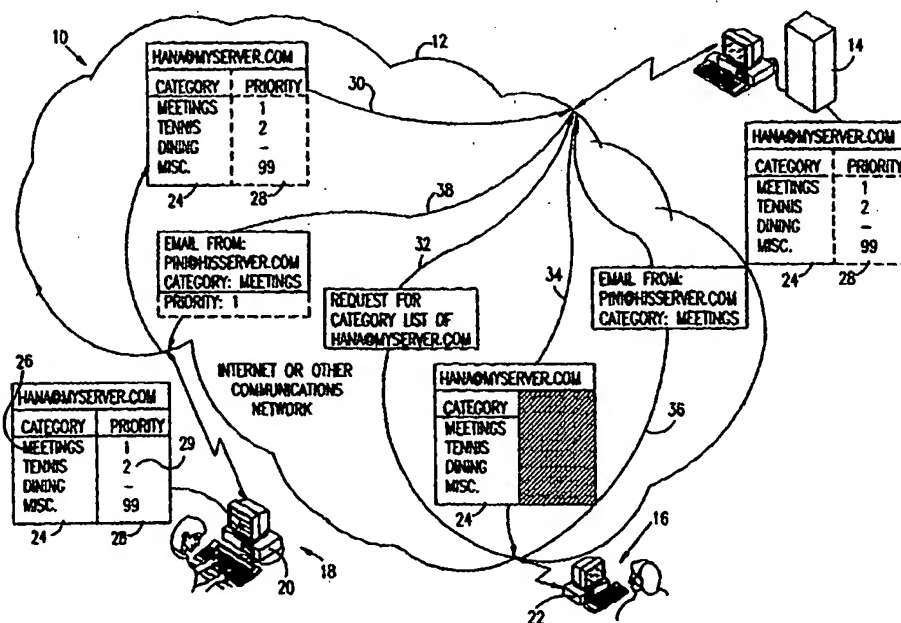 10
12
14
HANA@MYSERVER.COM
CATEGORY PRIORITY
MEETINGS 1
TENNIS 2
DINING –
MISC. 99
24 28
30
38
32
34
HANA@MYSERVER.COM
CATEGORY PRIORITY
MEETINGS 1
TENNIS 2
DINING –
MISC. 99
24 28
EMAIL FROM:
PINI@HISSERVER.COM
CATEGORY: MEETINGS
PRIORITY: 1
REQUEST FOR
CATEGORY LIST OF
HANA@MYSERVER.COM
EMAIL FROM:
PINI@HISSERVER.COM
CATEGORY: MEETINGS
INTERNET OR OTHER
COMMUNICATIONS
NETWORK
HANA@MYSERVER.COM
CATEGORY
MEETINGS
TENNIS
DINING
MISC.
24
36
26
HANA@MYSERVER.COM
CATEGORY PRIORITY
MEETINGS 1
TENNIS 2
DINING –
MISC. 99
24 28
29
20
18
16
22